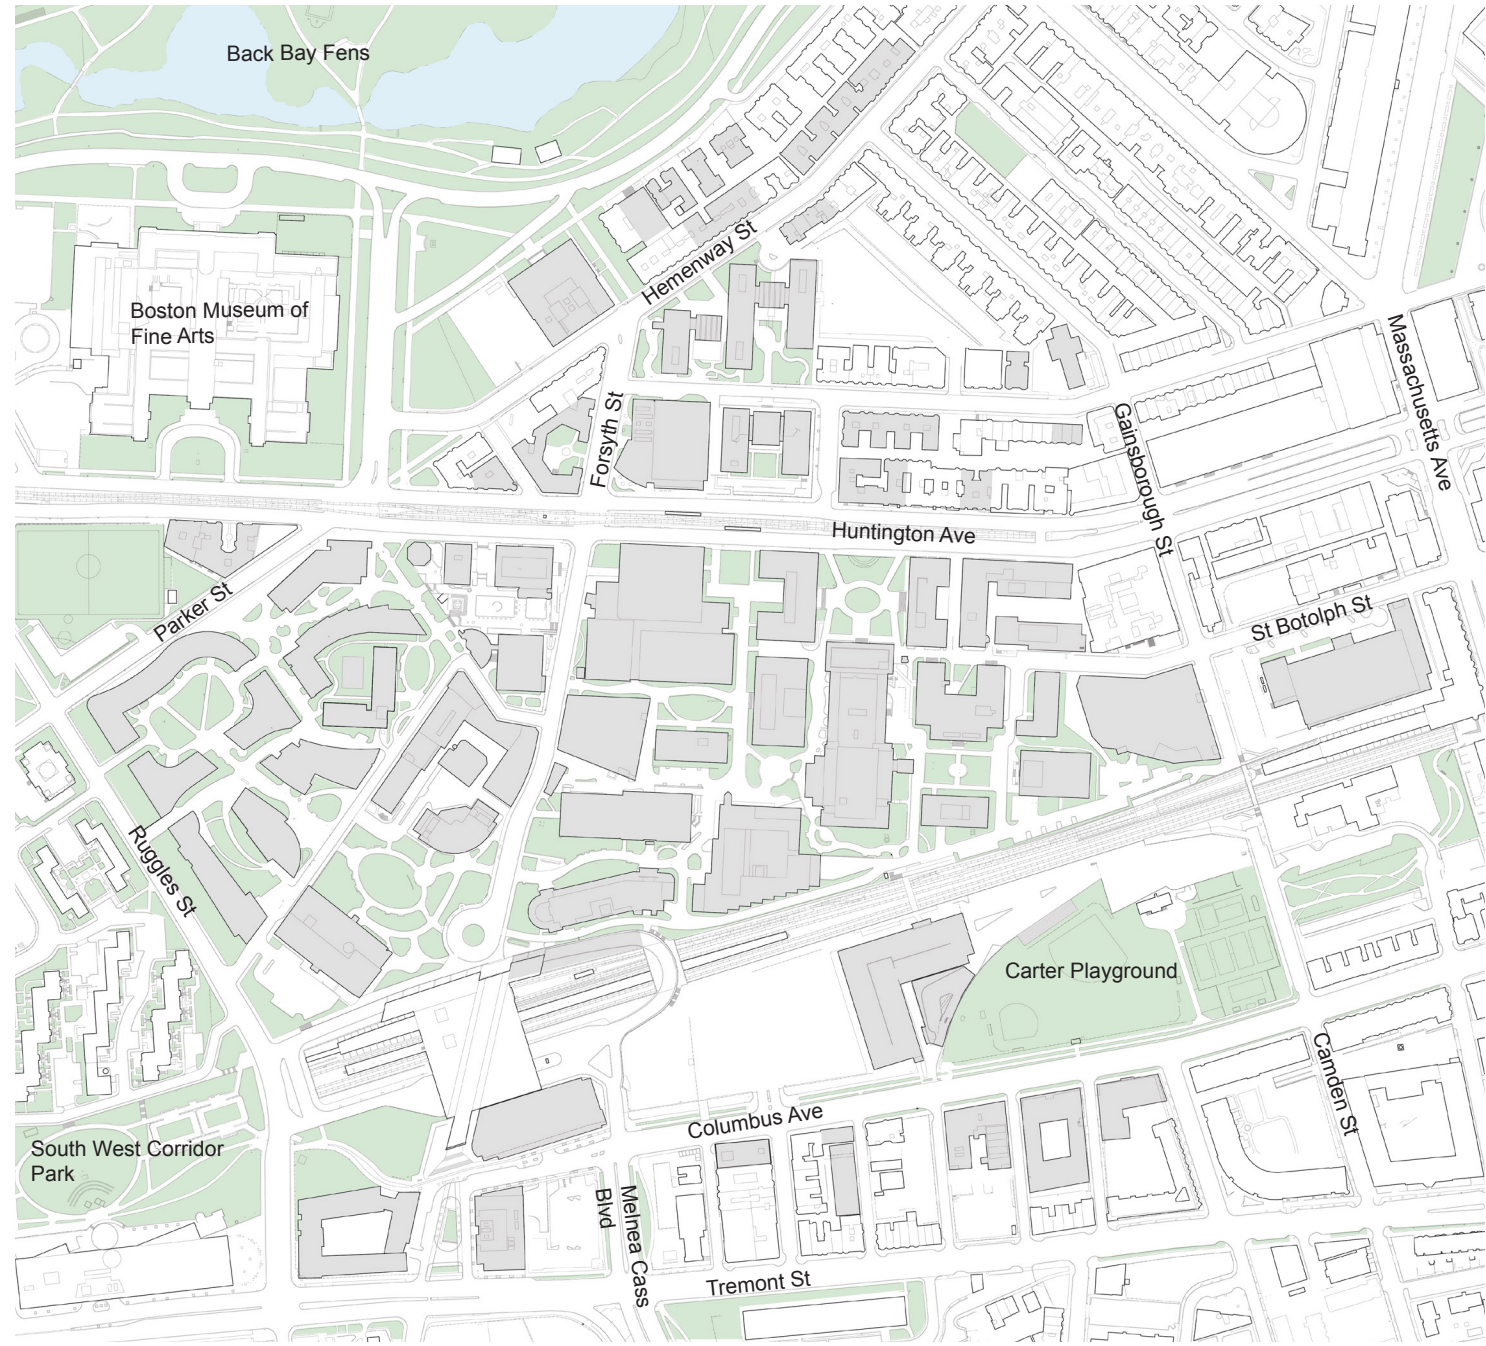 Back Bay Fens
Boston Museum of
Fine Arts
Hemenway St
Massachusetts Ave
Forsyth St
Gainsborough St
Huntington Ave
Parker St
St Botolph St
Ruggles St
Carter Playground
Camden St
Columbus Ave
South West Corridor
Park
Melnea Cass
Blvd
Tremont St